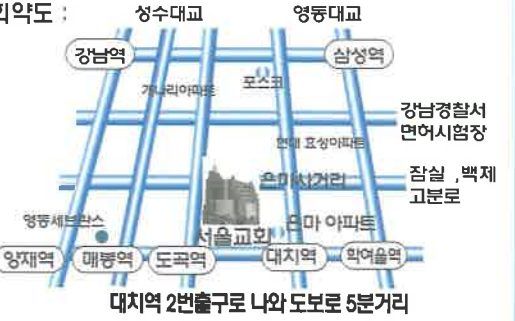 회약도 :
성수대교 영동대교
강남역 삼성역
포스코
개나리아파트
강남경찰서
면허시험장
현대 효성아파트
은마사거리
잠실 ,백제
고분로
영동세브란스
은마 아파트
서울교회
양재역 매봉역 도곡역 대치역 학여울역
대치역 2번출구로 나와 도보로 5분거리